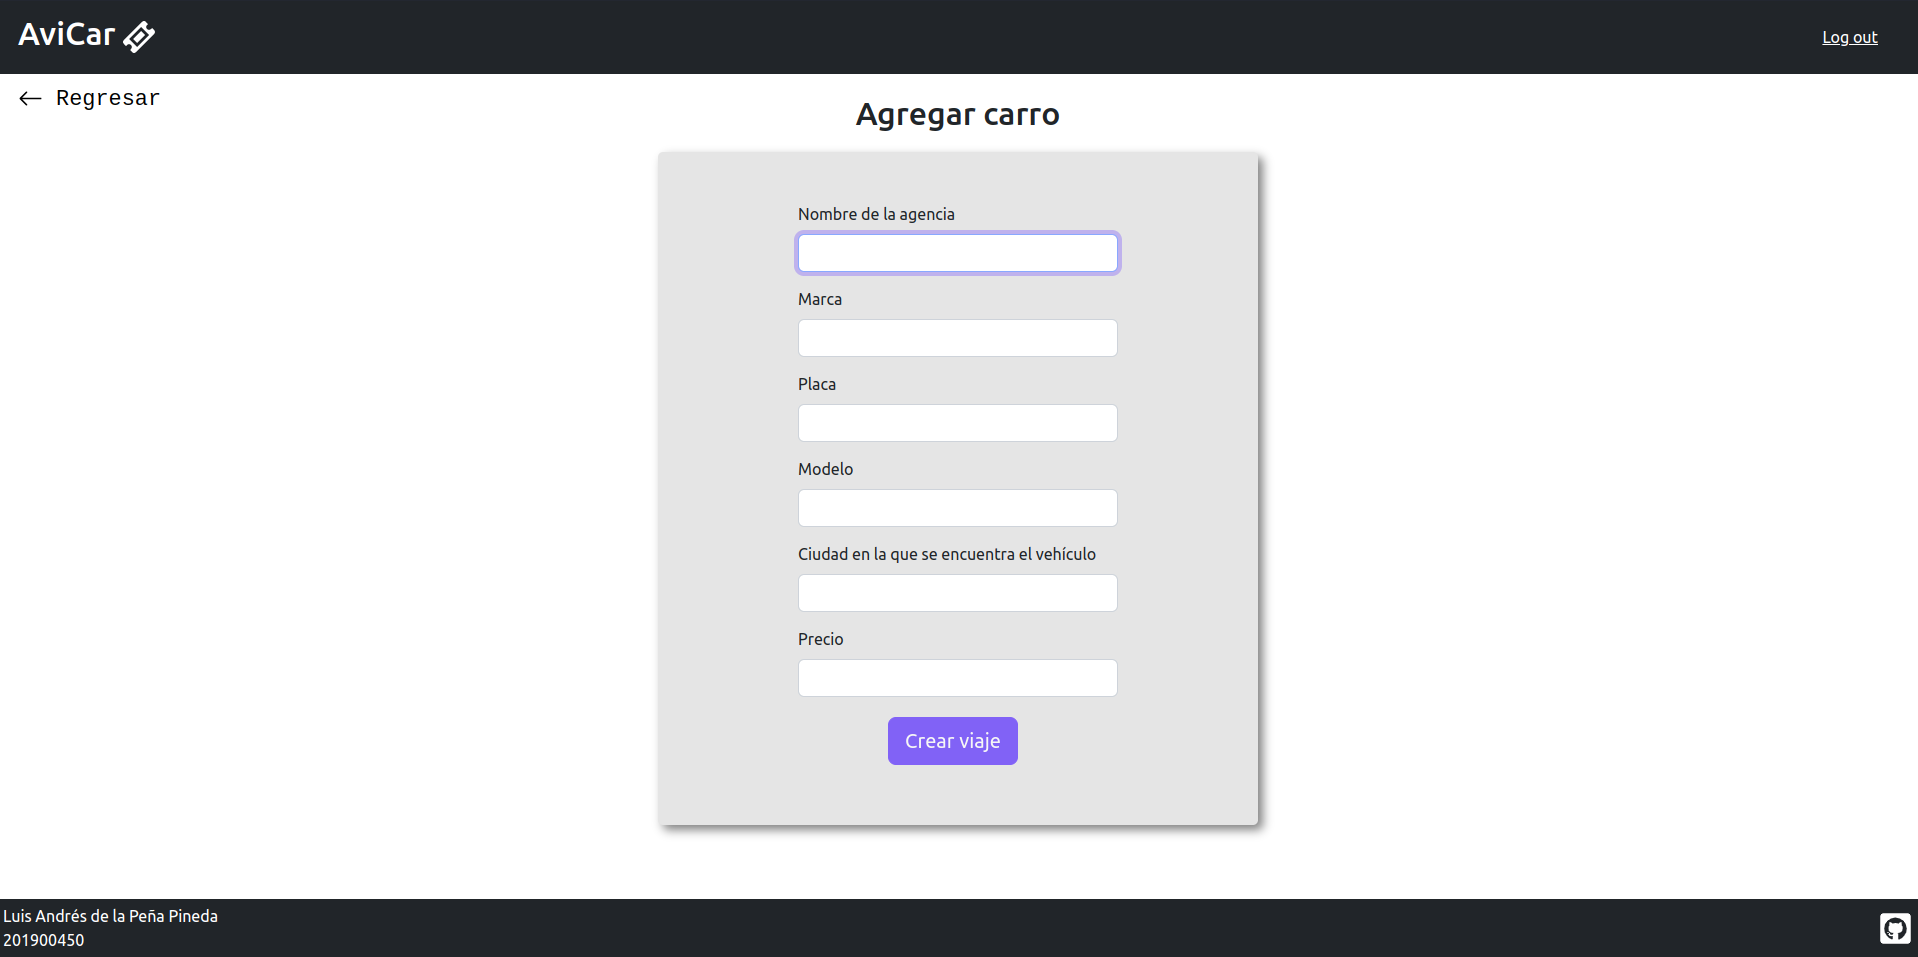 AviCar
Log out
Regresar
Agregar carro
Nombre de la agencia
Marca
Placa
Modelo
Ciudad en la que se encuentra el vehículo
Precio
Crear viaje
Luis Andrés de la Peña Pineda
201900450